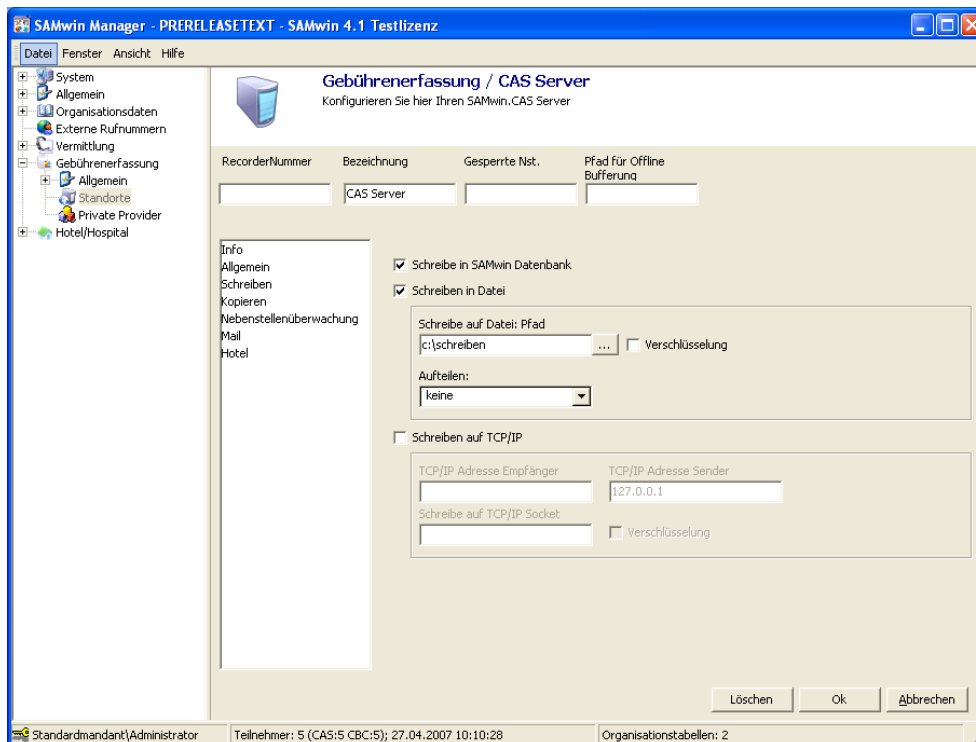 SAMwin Manager - PRERELEASETEXT - SAMwin 4.1 Testlizenz
Datei Fenster Ansicht Hilfe
System
Allgemein
Organisationsdaten
Externe Rufnummern
Vermittlung
Gebührenerfassung
Allgemein
Standorte
Private Provider
Hotel/Hospital
Gebührenerfassung / CAS Server
Konfigurieren Sie hier Ihren SAMwin.CAS Server
RecorderNummer Bezeichnung Gesperrte Nst. Pfad für Offline
Bufferung
CAS Server
Info
Allgemein
Schreiben
Kopieren
Nebenstellenüberwachung
Mail
Hotel
Schreibe in SAMwin Datenbank
Schreiben in Datei
Schreibe auf Datei: Pfad
c:\schreiben ... Verschlüsselung
Aufteilen:
keine
Schreiben auf TCP/IP
TCP/IP Adresse Empfänger TCP/IP Adresse Sender
127.0.0.1
Schreibe auf TCP/IP Socket
Verschlüsselung
Löschen Ok Abbrechen
Standardmandant\Administrator Teilnehmer: 5 (CAS:5 CBC:5); 27.04.2007 10:10:28 Organisationstabellen: 2